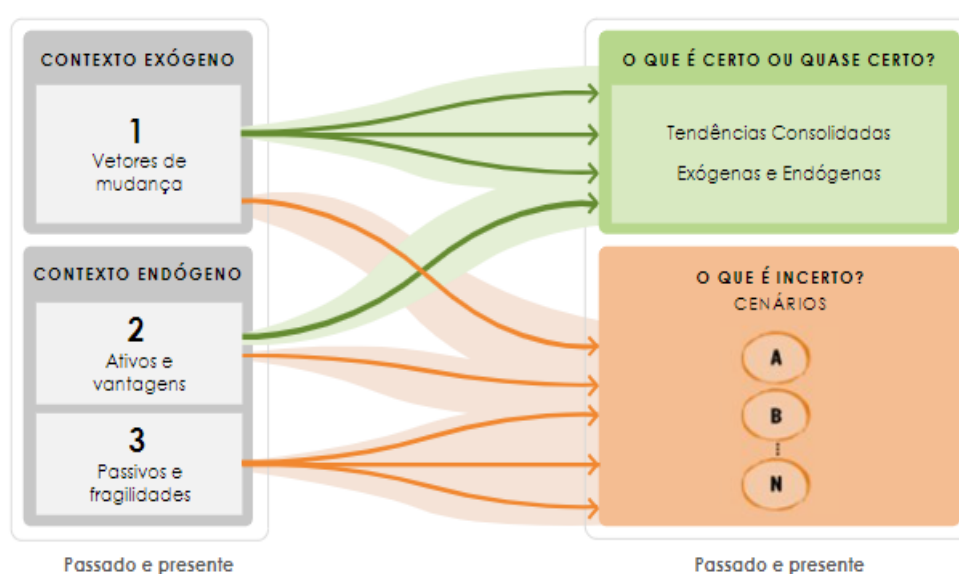 CONTEXTO EXÓGENO
1
Vetores de
mudança
CONTEXTO ENDÓGENO
2
Ativos e
vantagens
3
Passivos e
fragilidades
Passado e presente
O QUE É CERTO OU QUASE CERTO?
Tendências Consolidadas
Exógenas e Endógenas
O QUE É INCERTO?
CENÁRIOS
A
B
N
Passado e presente